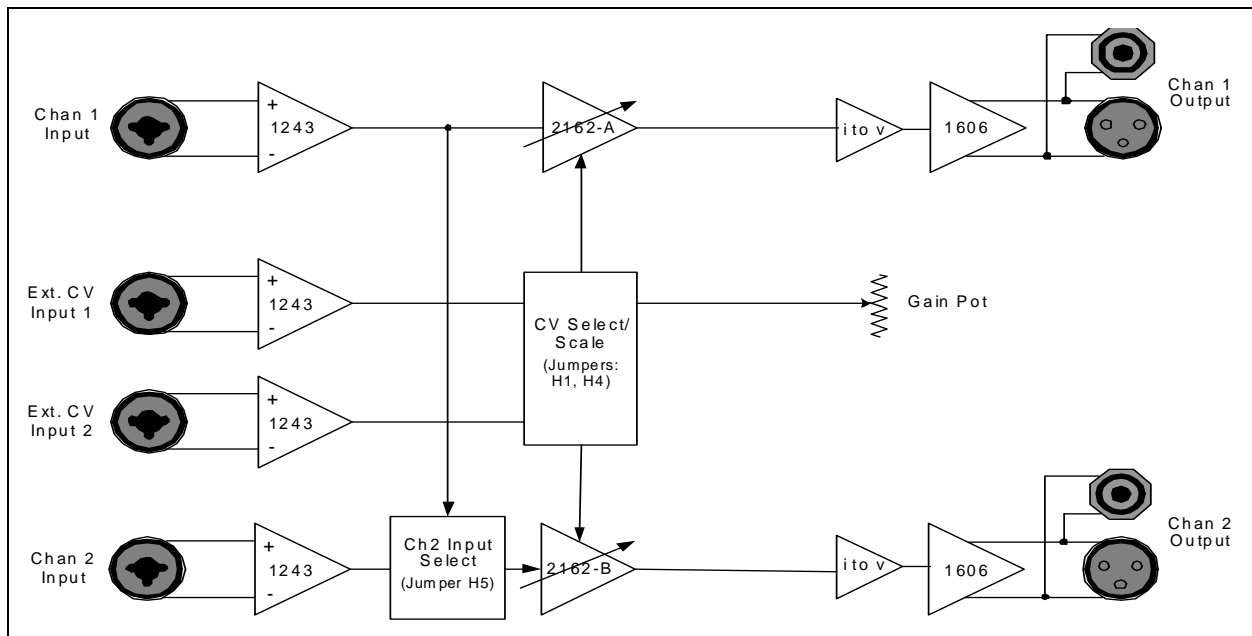 Chan 1
Input
+
1243
-
2162-A
i to v
1606
Chan 1
Output
Ext. CV
Input 1
+
1243
-
CV Select/
Scale
(Jumpers:
H1, H4)
Gain Pot
Ext. CV
Input 2
+
1243
-
Chan 2
Input
+
1243
-
Ch2 Input
Select
(Jumper H5)
2162-B
i to v
1606
Chan 2
Output